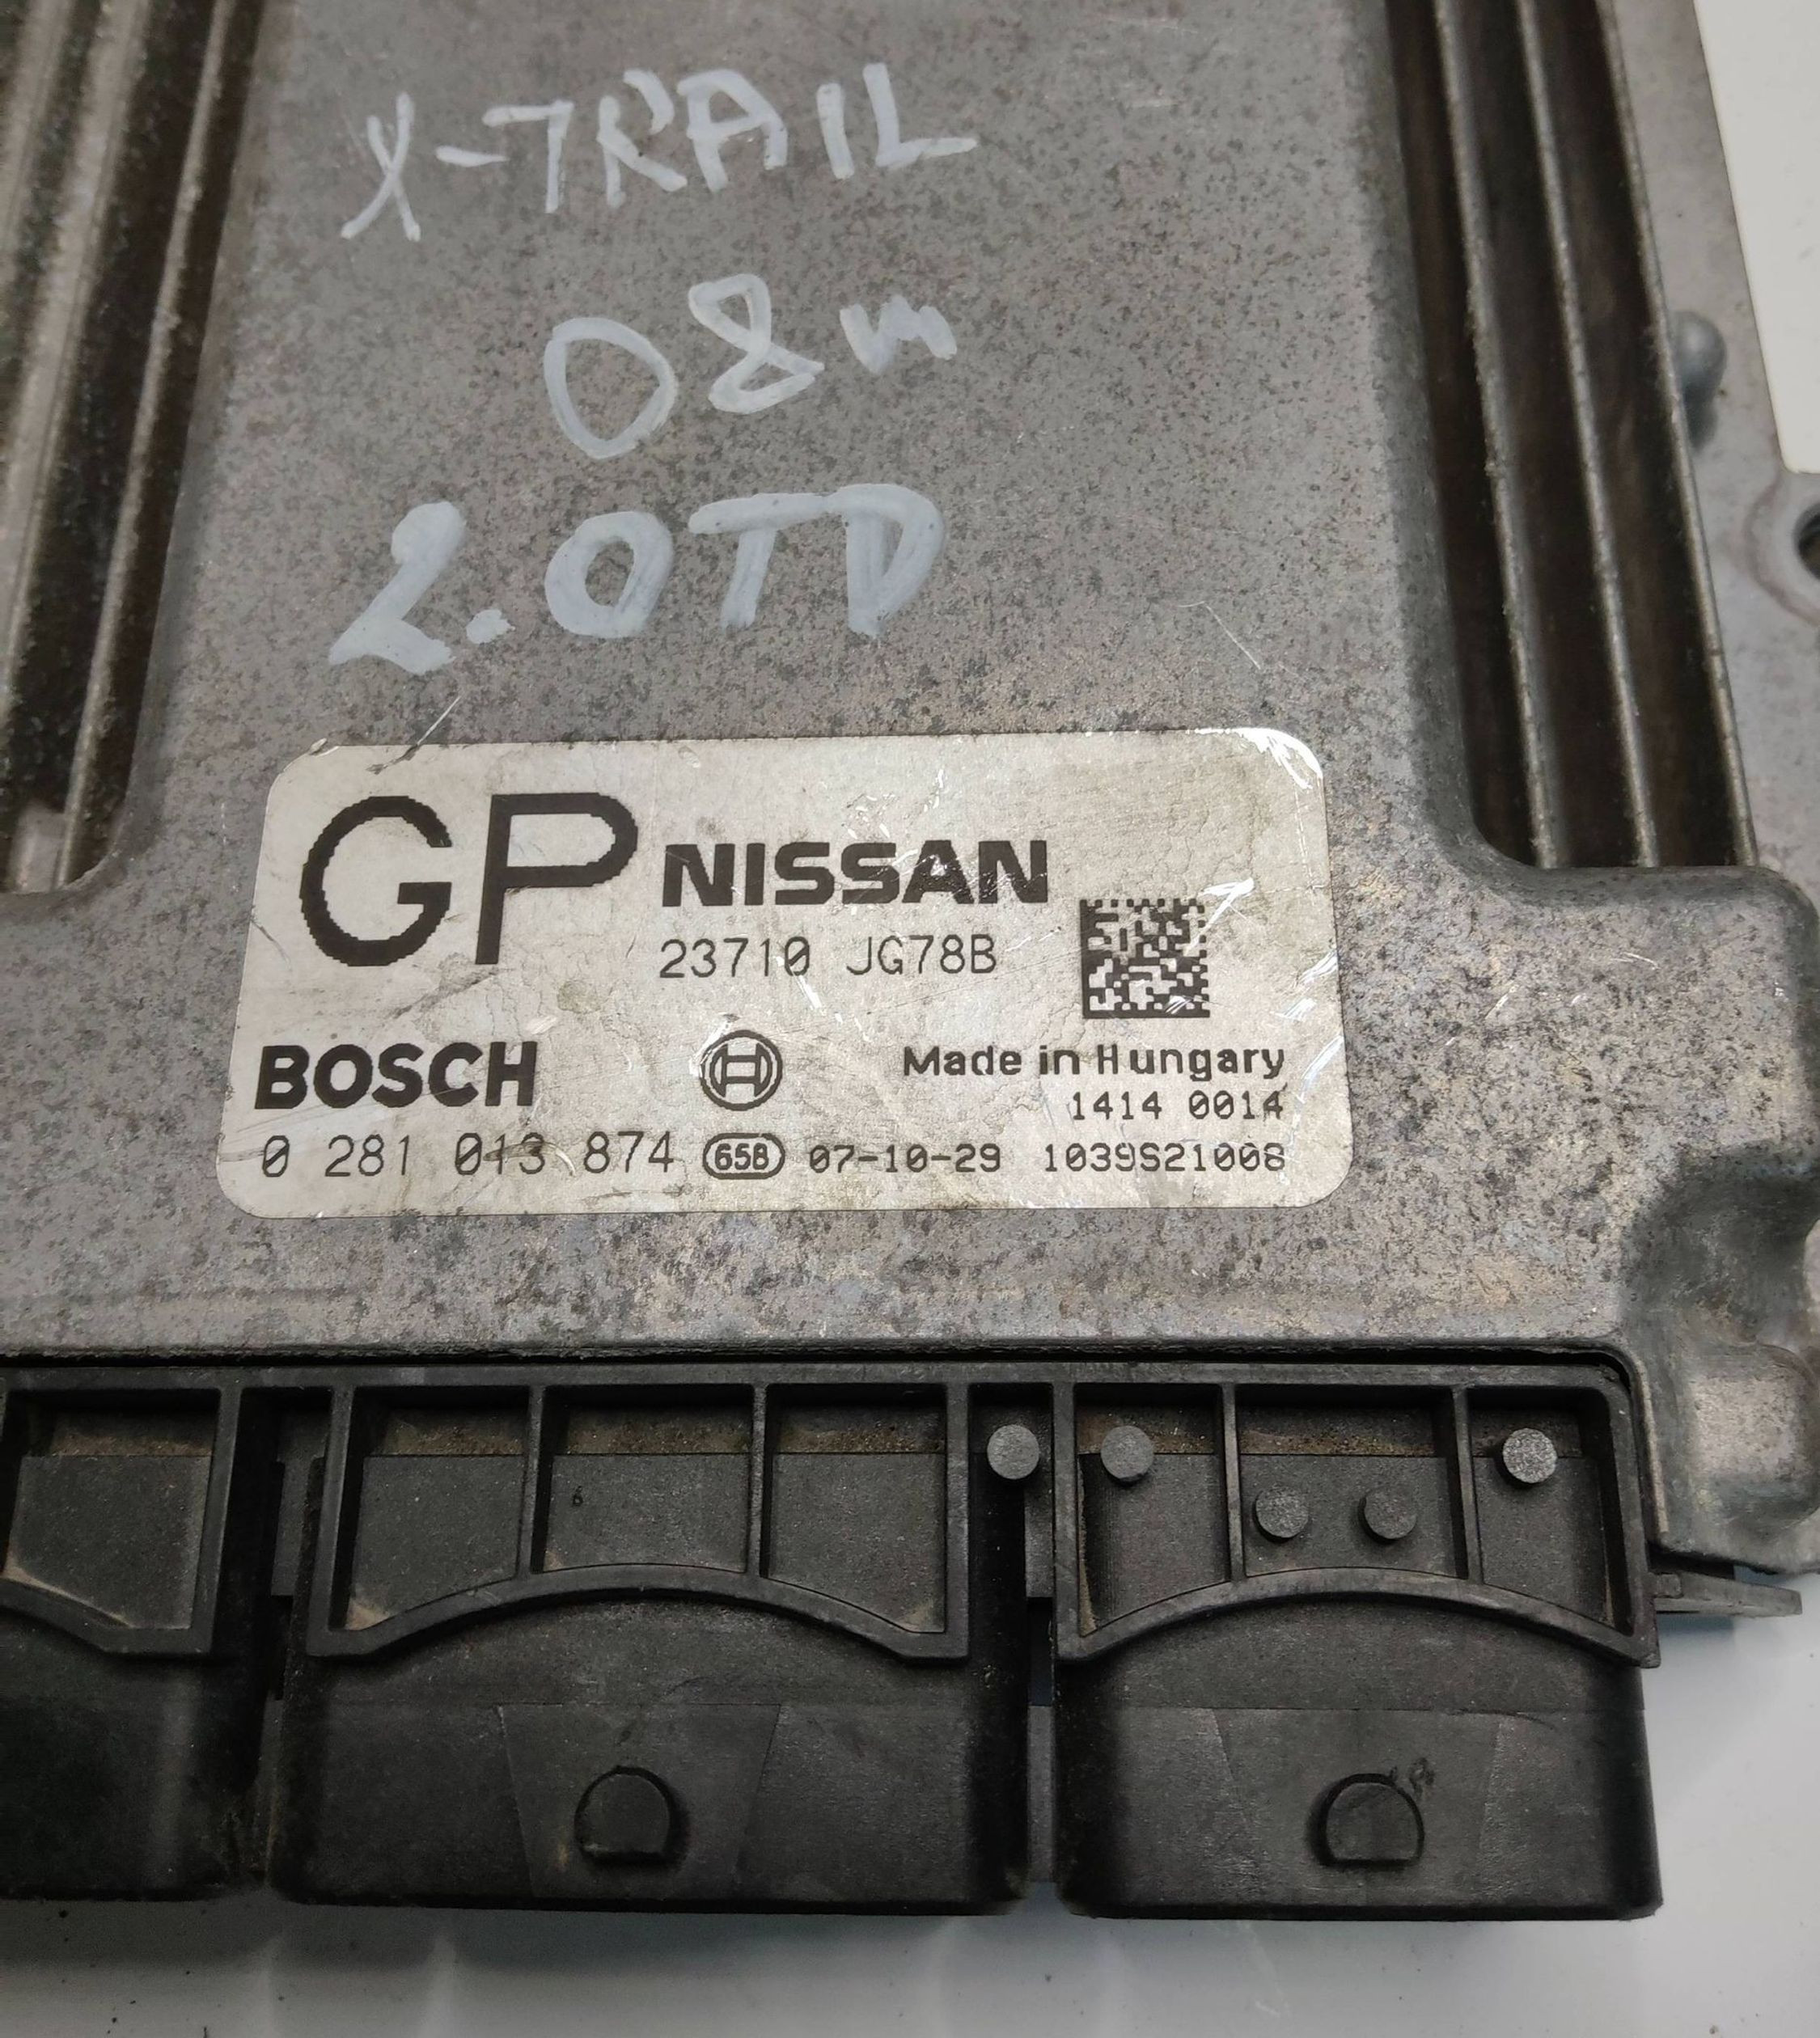 X-TRAIL
08m
2.0TD
GP NISSAN
23710 JG78B
BOSCH Made in Hungary
1414 0014
0 281 013 874 658 07-10-29 1039S21008